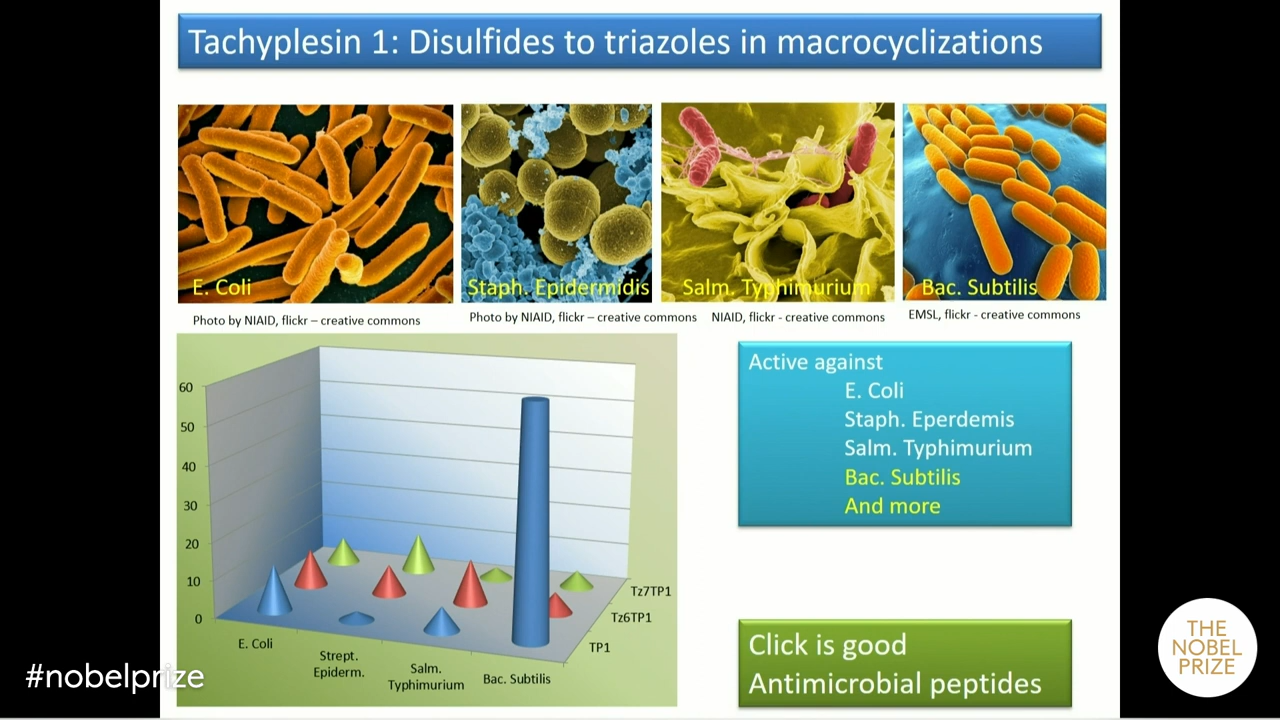 Tachyplesin 1: Disulfides to triazoles in macrocyclizations
E. Coli
Staph. Epidermidis
Salm. Typhimurium
Bac. Subtilis
Photo by NIAID, flickr – creative commons
Photo by NIAID, flickr – creative commons
NIAID, flickr - creative commons
EMSL, flickr - creative commons
60
50
40
30
20
10
0
E. Coli
Strept.
Epiderm.
Salm.
Typhimurium
Bac. Subtilis
TP1
Tz6TP1
Tz7TP1
Active against
E. Coli
Staph. Eperdemis
Salm. Typhimurium
Bac. Subtilis
And more
Click is good
Antimicrobial peptides
#nobelprize
THE
NOBEL
PRIZE